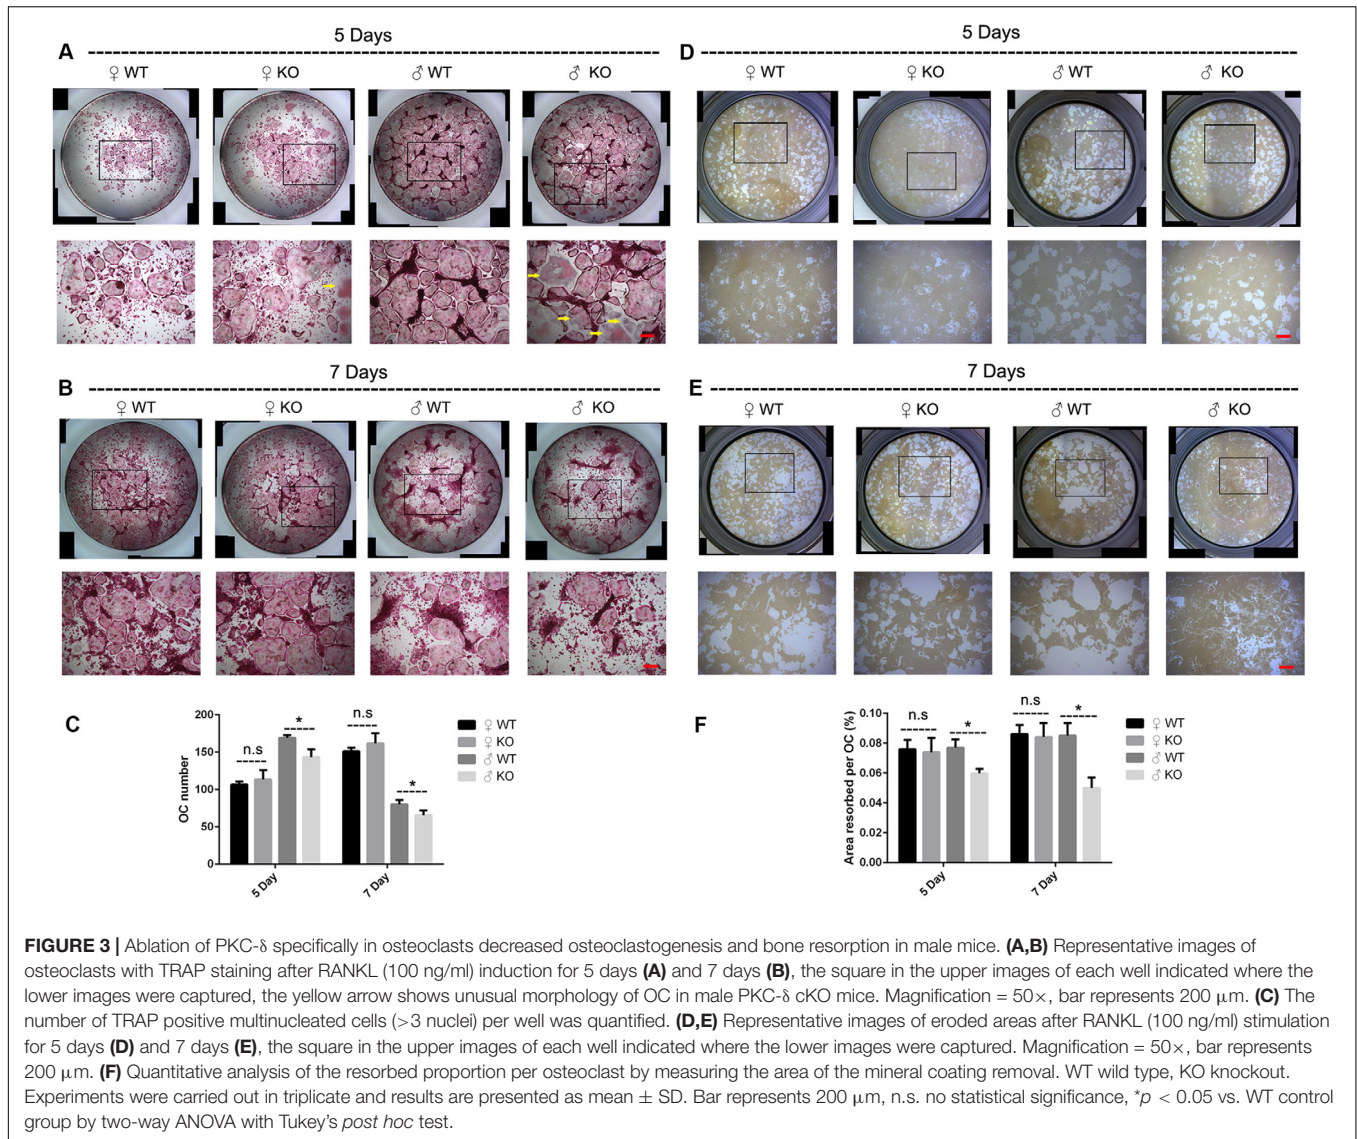 5 Days
A
♀ WT ♀ KO ♂ WT ♂ KO
5 Days
D
♀ WT ♀ KO ♂ WT ♂ KO
7 Days
B
♀ WT ♀ KO ♂ WT ♂ KO
7 Days
E
♀ WT ♀ KO ♂ WT ♂ KO
C
OC number
200
150
100
50
0
n.s
*
n.s
*
5 Day
7 Day
♀ WT
♀ KO
♂ WT
♂ KO
F
Area resorbed per OC (%)
0.10
0.08
0.06
0.04
0.02
0.00
n.s
*
n.s
*
5 Day
7 Day
♀ WT
♀ KO
♂ WT
♂ KO
FIGURE 3 | Ablation of PKC-δ specifically in osteoclasts decreased osteoclastogenesis and bone resorption in male mice. (A,B) Representative images of
osteoclasts with TRAP staining after RANKL (100 ng/ml) induction for 5 days (A) and 7 days (B), the square in the upper images of each well indicated where the
lower images were captured, the yellow arrow shows unusual morphology of OC in male PKC-δ cKO mice. Magnification = 50×, bar represents 200 μm. (C) The
number of TRAP positive multinucleated cells (>3 nuclei) per well was quantified. (D,E) Representative images of eroded areas after RANKL (100 ng/ml) stimulation
for 5 days (D) and 7 days (E), the square in the upper images of each well indicated where the lower images were captured. Magnification = 50×, bar represents
200 μm. (F) Quantitative analysis of the resorbed proportion per osteoclast by measuring the area of the mineral coating removal. WT wild type, KO knockout.
Experiments were carried out in triplicate and results are presented as mean ± SD. Bar represents 200 μm, n.s. no statistical significance, *p < 0.05 vs. WT control
group by two-way ANOVA with Tukey's post hoc test.